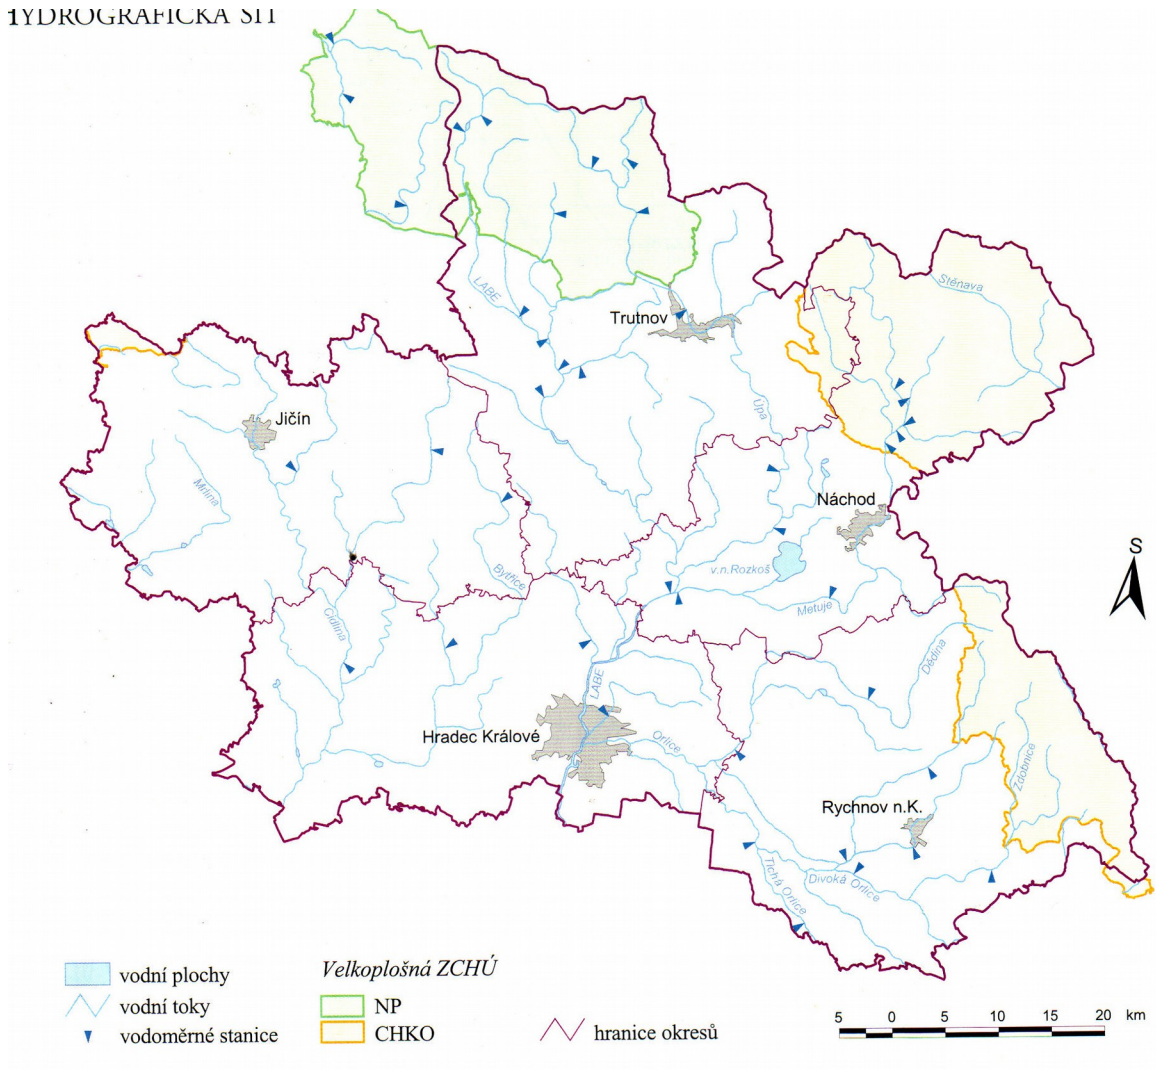 HYDROGRAFICKÁ SÍŤ
LABE
Stěnava
Trutnov
Úpa
Jičín
Mrlina
Náchod
v.n.Rozkoš
Metuje
Bytřice
Cidlina
Dědina
LABE
Hradec Králové
Orlice
Zdobnice
Rychnov n.K.
Tichá Orlice
Divoká Orlice
S
vodní plochy
vodní toky
vodoměrné stanice
Velkoplošná ZCHÚ
NP
CHKO
hranice okresů
5 0 5 10 15 20 km